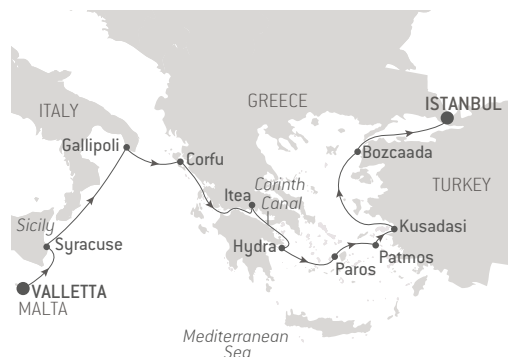 ITALY
GREECE
ISTANBUL
Gallipoli
Corfu
Bozcaada
Itea
Corinth
Canal
TURKEY
Sicily
Syracuse
Hydra
Kusadasi
Paros
Patmos
VALLETTA
MALTA
Mediterranean
Sea